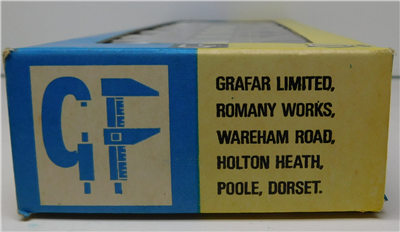 GRAFAR LIMITED,
ROMANY WORKS,
WAREHAM ROAD,
HOLTON HEATH,
POOLE, DORSET.